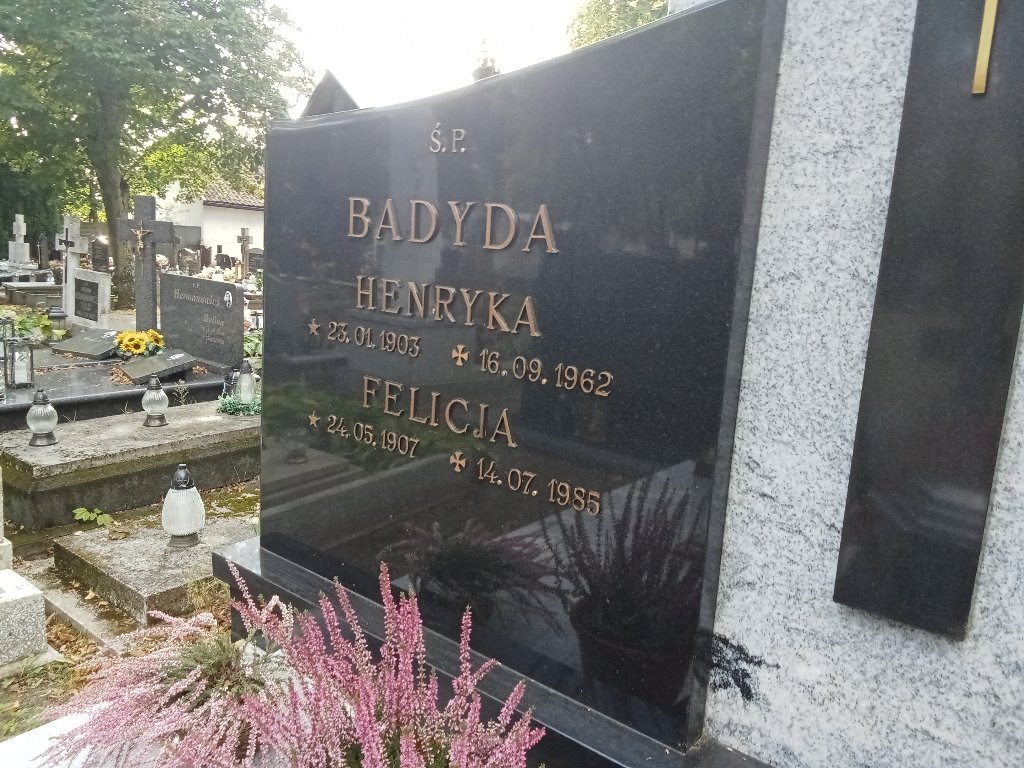 Ś.P.
BADYDA
HENRYKA
23.01.1903 16.09.1962
FELICJA
24.05.1907 14.07.1985